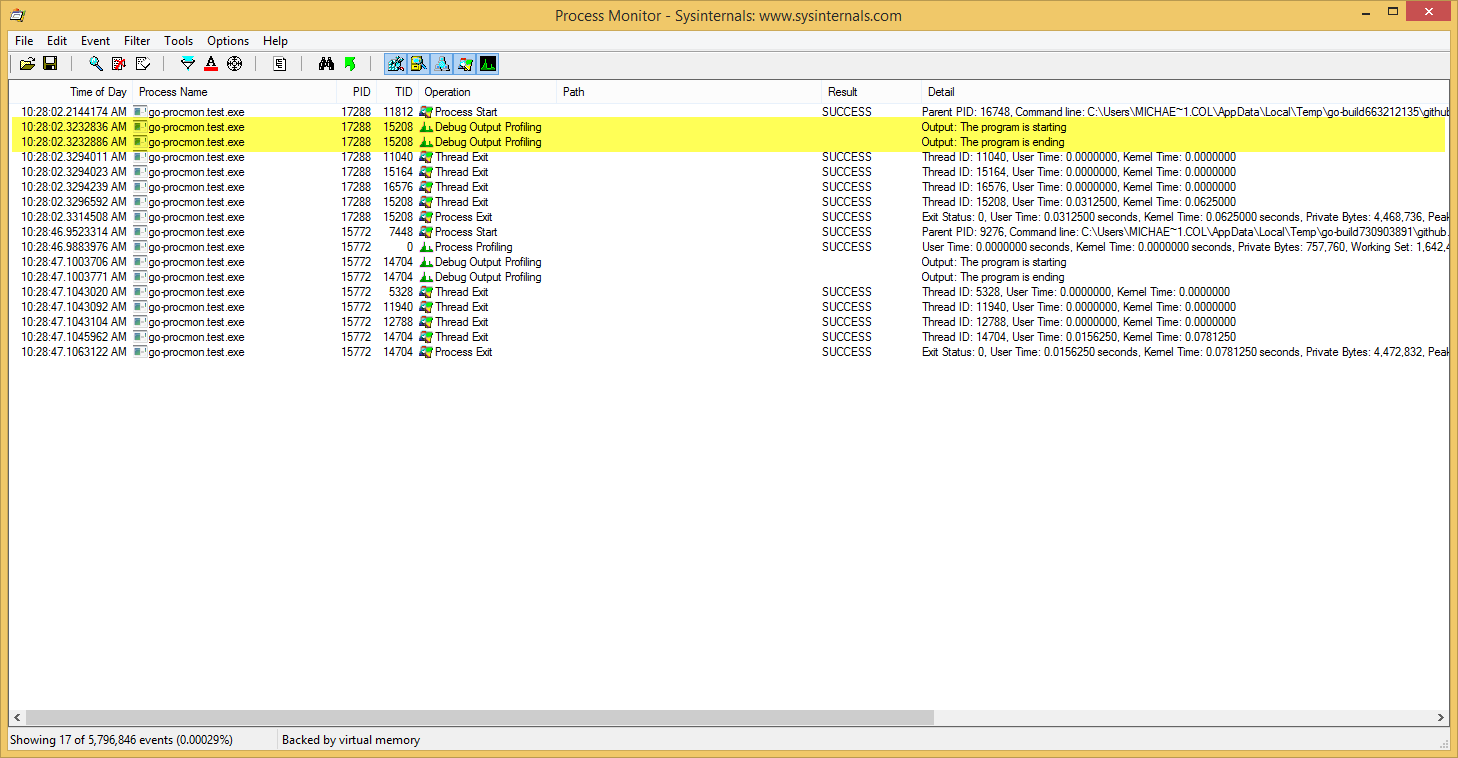 Process Monitor - Sysinternals: www.sysinternals.com
File Edit Event Filter Tools Options Help
Time of Day Process Name PID TID Operation Path Result Detail
10:28:02.2144174 AM go-procmon.test.exe 17288 11812 Process Start SUCCESS Parent PID: 16748, Command line: C:\Users\MICHAE~1.COL\AppData\Local\Temp\go-build663212135\github
10:28:02.3232836 AM go-procmon.test.exe 17288 15208 Debug Output Profiling Output: The program is starting
10:28:02.3232886 AM go-procmon.test.exe 17288 15208 Debug Output Profiling Output: The program is ending
10:28:02.3294011 AM go-procmon.test.exe 17288 11040 Thread Exit SUCCESS Thread ID: 11040, User Time: 0.0000000, Kernel Time: 0.0000000
10:28:02.3294023 AM go-procmon.test.exe 17288 15164 Thread Exit SUCCESS Thread ID: 15164, User Time: 0.0000000, Kernel Time: 0.0000000
10:28:02.3294239 AM go-procmon.test.exe 17288 16576 Thread Exit SUCCESS Thread ID: 16576, User Time: 0.0000000, Kernel Time: 0.0000000
10:28:02.3296592 AM go-procmon.test.exe 17288 15208 Thread Exit SUCCESS Thread ID: 15208, User Time: 0.0312500, Kernel Time: 0.0625000
10:28:02.3314508 AM go-procmon.test.exe 17288 15208 Process Exit SUCCESS Exit Status: 0, User Time: 0.0312500 seconds, Kernel Time: 0.0625000 seconds, Private Bytes: 4,468,736, Peak
10:28:46.9523314 AM go-procmon.test.exe 15772 7448 Process Start SUCCESS Parent PID: 9276, Command line: C:\Users\MICHAE~1.COL\AppData\Local\Temp\go-build730903891\github.
10:28:46.9883976 AM go-procmon.test.exe 15772 0 Process Profiling SUCCESS User Time: 0.0000000 seconds, Kernel Time: 0.0000000 seconds, Private Bytes: 757,760, Working Set: 1,642,4
10:28:47.1003706 AM go-procmon.test.exe 15772 14704 Debug Output Profiling Output: The program is starting
10:28:47.1003771 AM go-procmon.test.exe 15772 14704 Debug Output Profiling Output: The program is ending
10:28:47.1043020 AM go-procmon.test.exe 15772 5328 Thread Exit SUCCESS Thread ID: 5328, User Time: 0.0000000, Kernel Time: 0.0000000
10:28:47.1043092 AM go-procmon.test.exe 15772 11940 Thread Exit SUCCESS Thread ID: 11940, User Time: 0.0000000, Kernel Time: 0.0000000
10:28:47.1043104 AM go-procmon.test.exe 15772 12788 Thread Exit SUCCESS Thread ID: 12788, User Time: 0.0000000, Kernel Time: 0.0000000
10:28:47.1045962 AM go-procmon.test.exe 15772 14704 Thread Exit SUCCESS Thread ID: 14704, User Time: 0.0156250, Kernel Time: 0.0781250
10:28:47.1063122 AM go-procmon.test.exe 15772 14704 Process Exit SUCCESS Exit Status: 0, User Time: 0.0156250 seconds, Kernel Time: 0.0781250 seconds, Private Bytes: 4,472,832, Peak
Showing 17 of 5,796,846 events (0.00029%) Backed by virtual memory